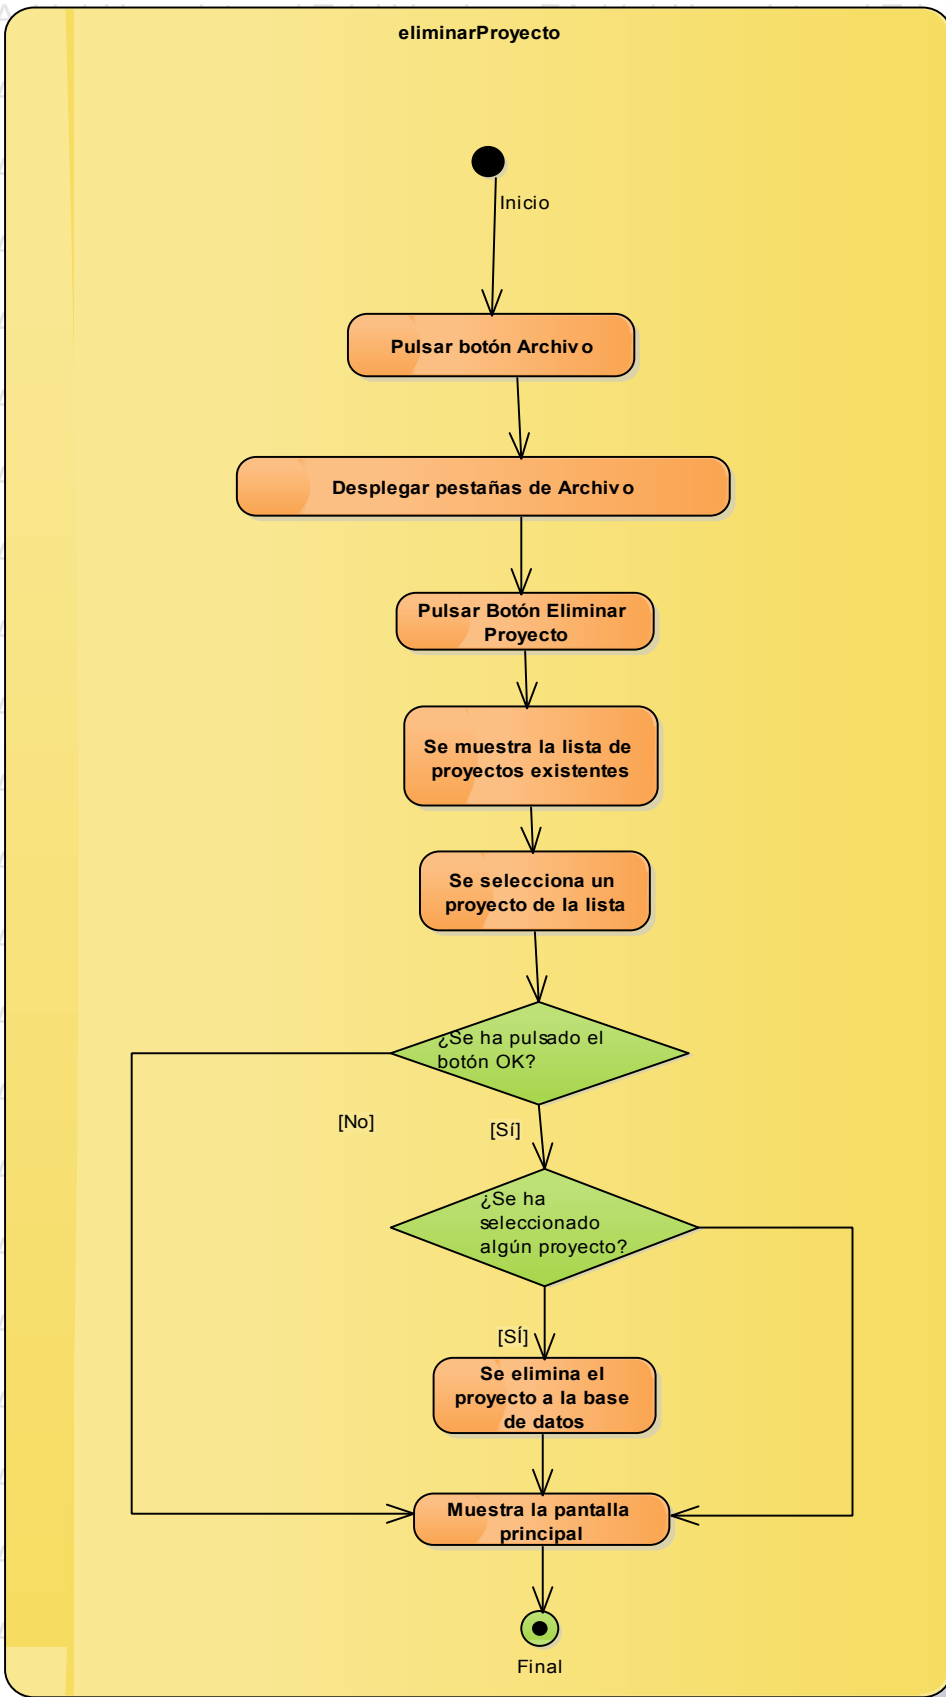 eliminarProyecto
Inicio
Pulsar botón Archivo
Desplegar pestañas de Archivo
Pulsar Botón Eliminar
Proyecto
Se muestra la lista de
proyectos existentes
Se selecciona un
proyecto de la lista
¿Se ha pulsado el
botón OK?
[No]
[Sí]
¿Se ha
seleccionado
algún proyecto?
[SÍ]
Se elimina el
proyecto a la base
de datos
Muestra la pantalla
principal
Final